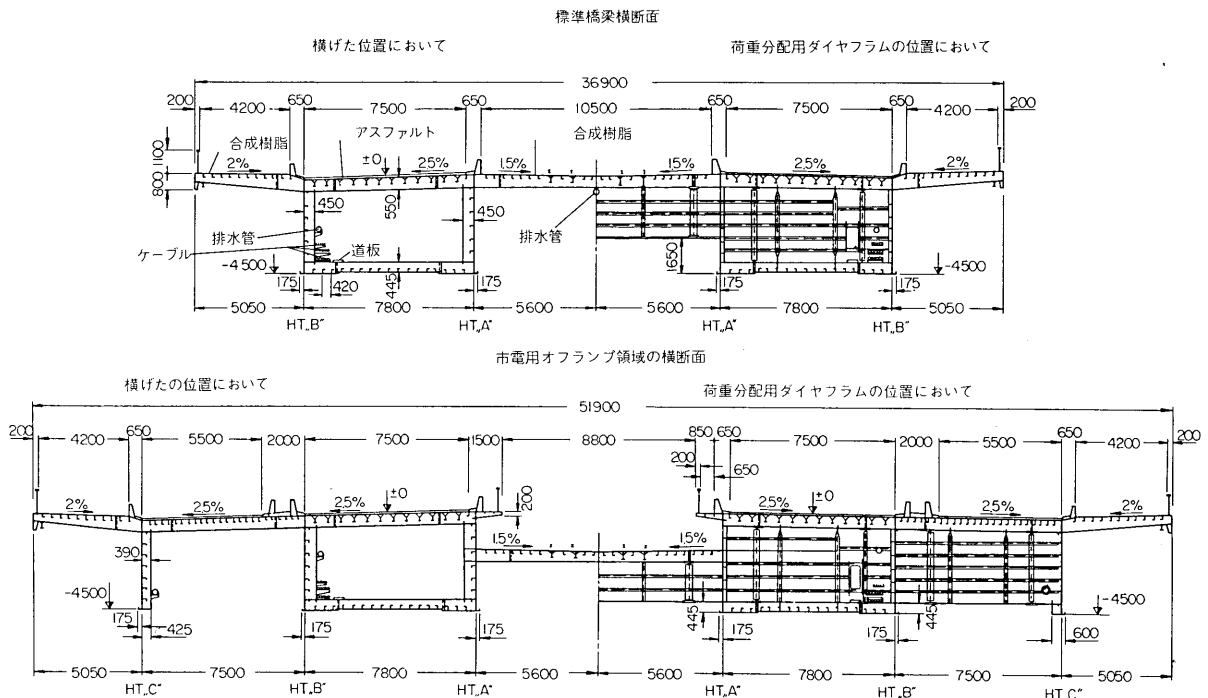 標準橋梁横断面
横げた位置において
荷重分配用ダイヤフラムの位置において
36900
200 4200 650 7500 650 10500 650 7500 650 4200 200
合成樹脂 アスファルト 合成樹脂
1100
2% ±0 2.5% 1.5% 1.5% 2.5% 2%
800
450 550 450
排水管 排水管
ケーブル 道板
-4500 1650 -4500
175 420 445 175 175 175
5050 7800 5600 5600 7800 5050
HT„B" HT„A" HT„A" HT„B"
市電用オフランプ領域の横断面
横げたの位置において
荷重分配用ダイヤフラムの位置において
51900
200 4200 650 5500 2000 7500 1500 8800 850 650 7500 2000 5500 650 4200 200
200 650
2% 2.5% 2.5% ±0 200 2.5% ±0 2.5% 2%
1.5% 1.5%
390
-4500 -4500
175 425 175 175 445 175 175 445 600
5050 7500 7800 5600 5600 7800 7500 5050
HT„C" HT„B" HT„A" HT„A" HT„B" HT„C"